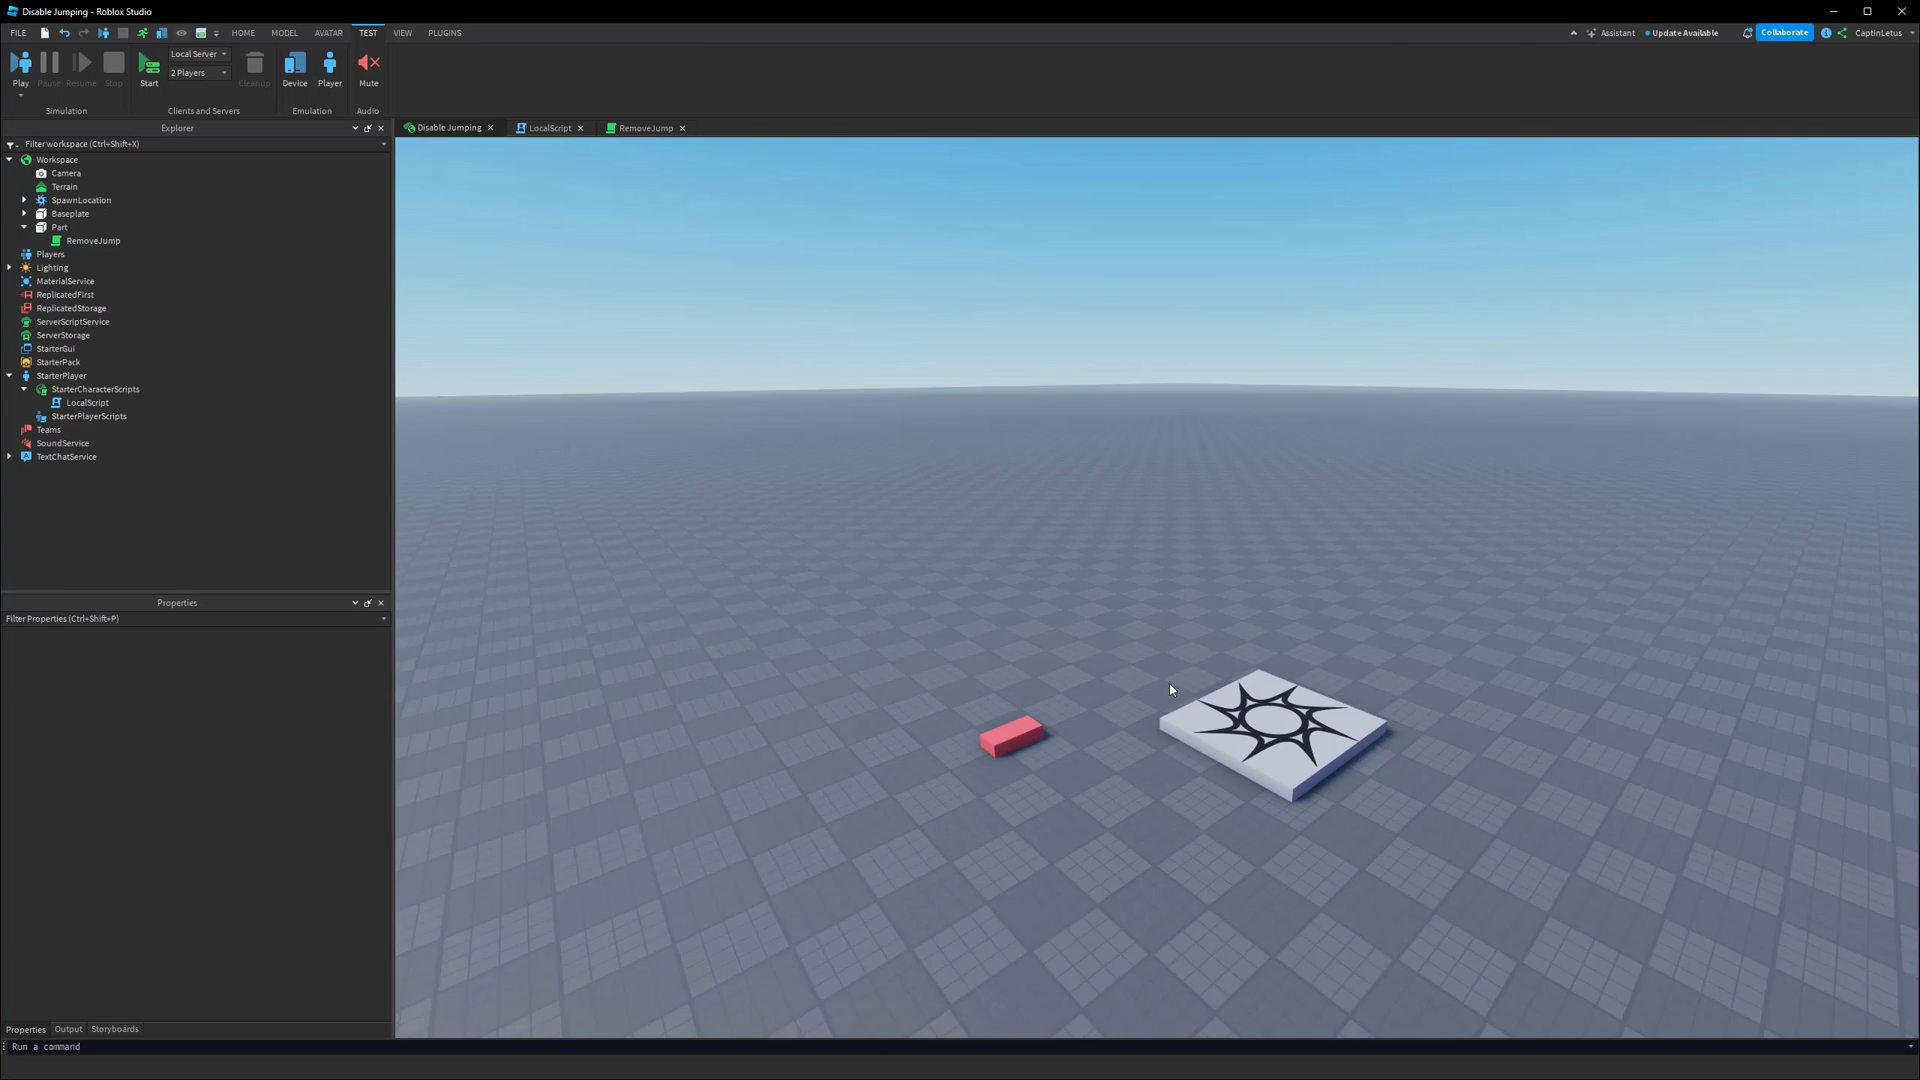 Disable Jumping - Roblox Studio
FILE HOME MODEL AVATAR TEST VIEW PLUGINS Assistant Update Available Collaborate CaptinLetus
Play Pause Resume Stop Start Local Server 2 Players Cleanup Device Player Mute
Simulation Clients and Servers Emulation Audio
Explorer
Disable Jumping LocalScript RemoveJump
Filter workspace (Ctrl+Shift+X)
Workspace
Camera
Terrain
SpawnLocation
Baseplate
Part
RemoveJump
Players
Lighting
MaterialService
ReplicatedFirst
ReplicatedStorage
ServerScriptService
ServerStorage
StarterGui
StarterPack
StarterPlayer
StarterCharacterScripts
LocalScript
StarterPlayerScripts
Teams
SoundService
TextChatService
Properties
Filter Properties (Ctrl+Shift+P)
Properties Output Storyboards
Run a command